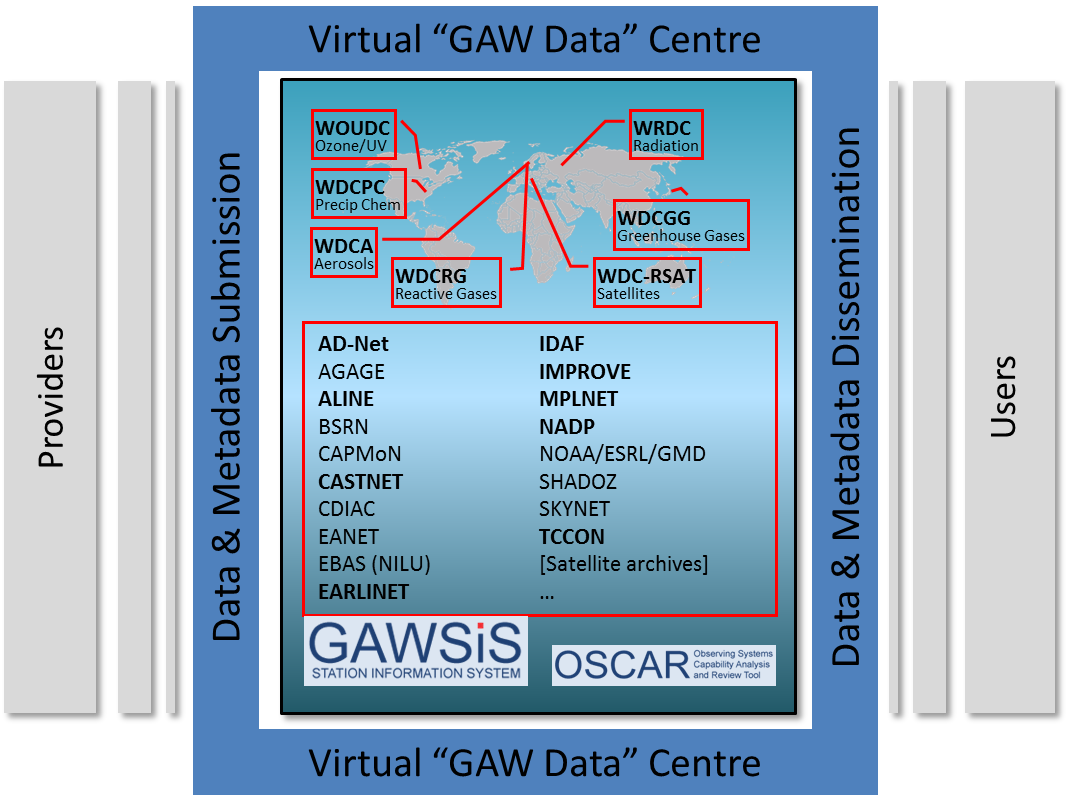 Virtual “GAW Data” Centre
Providers
Data & Metadata Submission
WOUDC
Ozone/UV
WDCPC
Precip Chem
WDCA
Aerosols
WDCRG
Reactive Gases
WRDC
Radiation
WDCGG
Greenhouse Gases
WDC-RSAT
Satellites
AD-Net
AGAGE
ALINE
BSRN
CAPMoN
CASTNET
CDIAC
EANET
EBAS (NILU)
EARLINET
IDAF
IMPROVE
MPLNET
NADP
NOAA/ESRL/GMD
SHADOZ
SKYNET
TCCON
[Satellite archives]
...
GAWSiS
STATION INFORMATION SYSTEM
OSCAR
Observing Systems
Capability Analysis
and Review Tool
Data & Metadata Dissemination
Users
Virtual “GAW Data” Centre